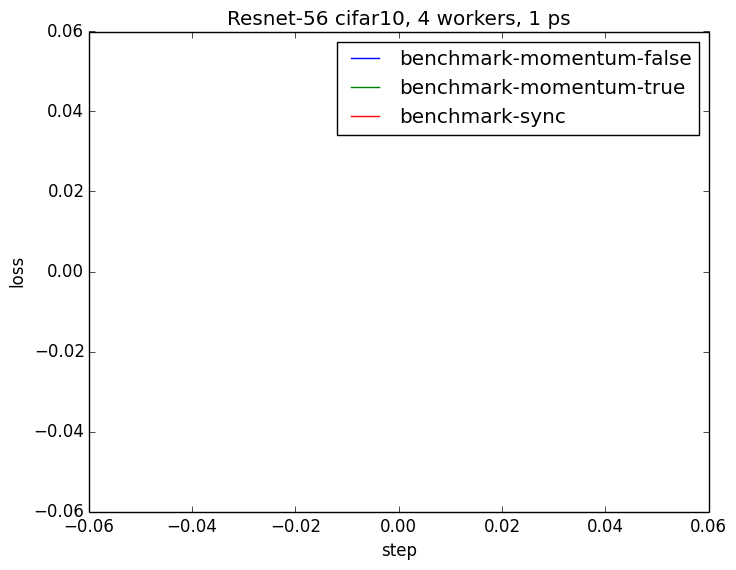 Resnet-56 cifar10, 4 workers, 1 ps
0.06
benchmark-momentum-false
benchmark-momentum-true
benchmark-sync
0.04
0.02
0.00
−0.02
−0.04
−0.06
loss
−0.06 −0.04 −0.02 0.00 0.02 0.04 0.06
step